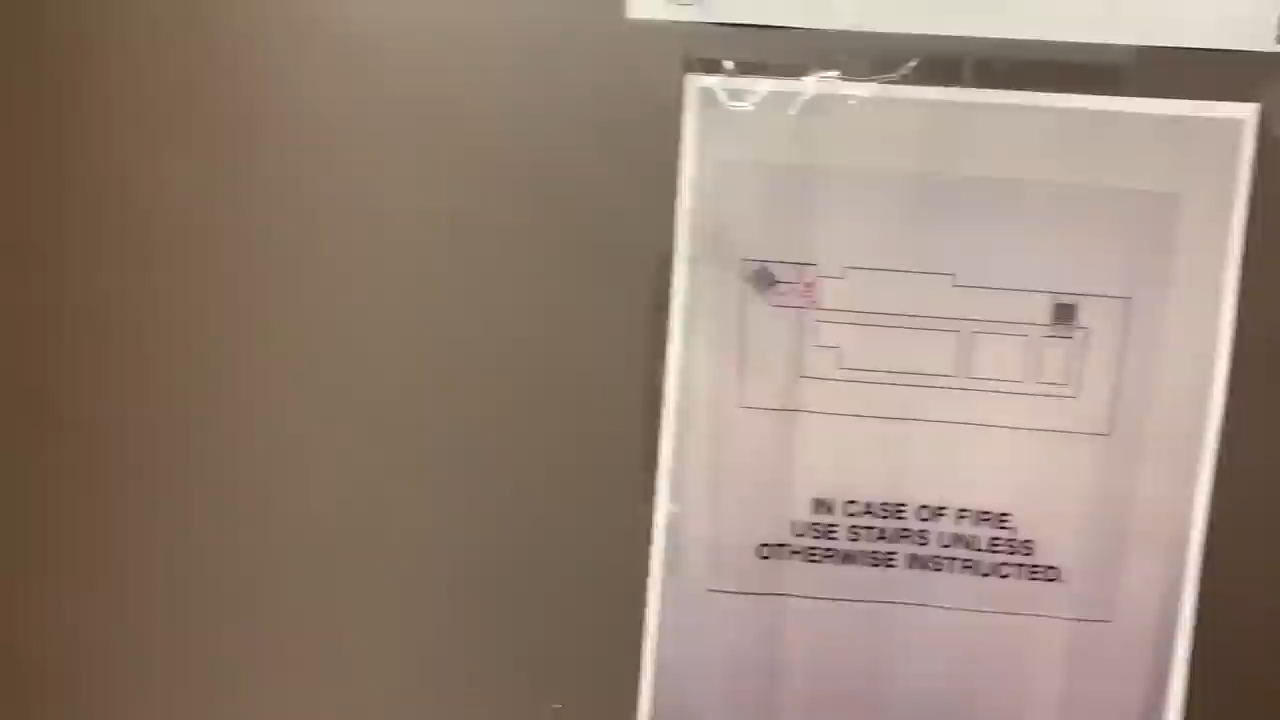 IN CASE OF FIRE,
USE STAIRS UNLESS
OTHERWISE INSTRUCTED.